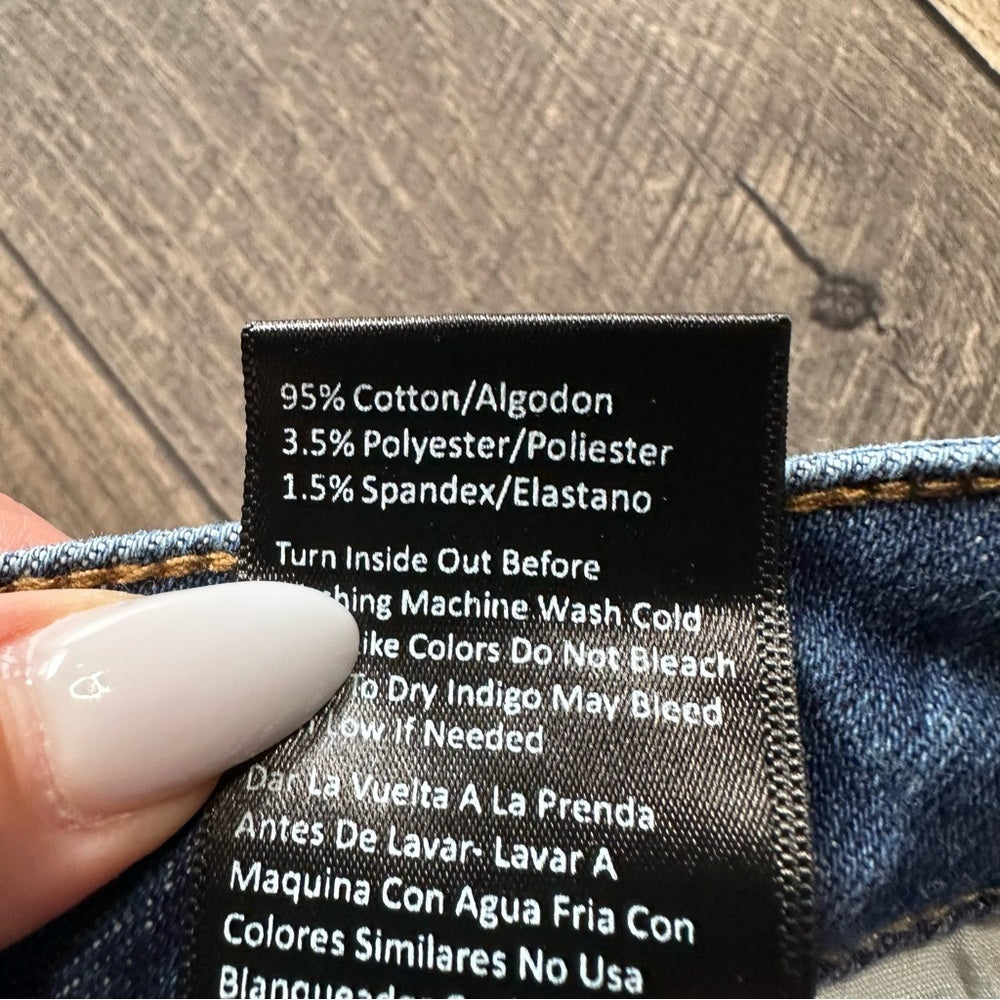 95% Cotton/Algodon
3.5% Polyester/Poliester
1.5% Spandex/Elastano
Turn Inside Out Before
Machine Wash Cold
Colors Do Not Bleach
To Dry Indigo May Bleed
If Needed
Dar La Vuelta A La Prenda
Antes De Lavar- Lavar A
Maquina Con Agua Fria Con
Colores Similares No Usa